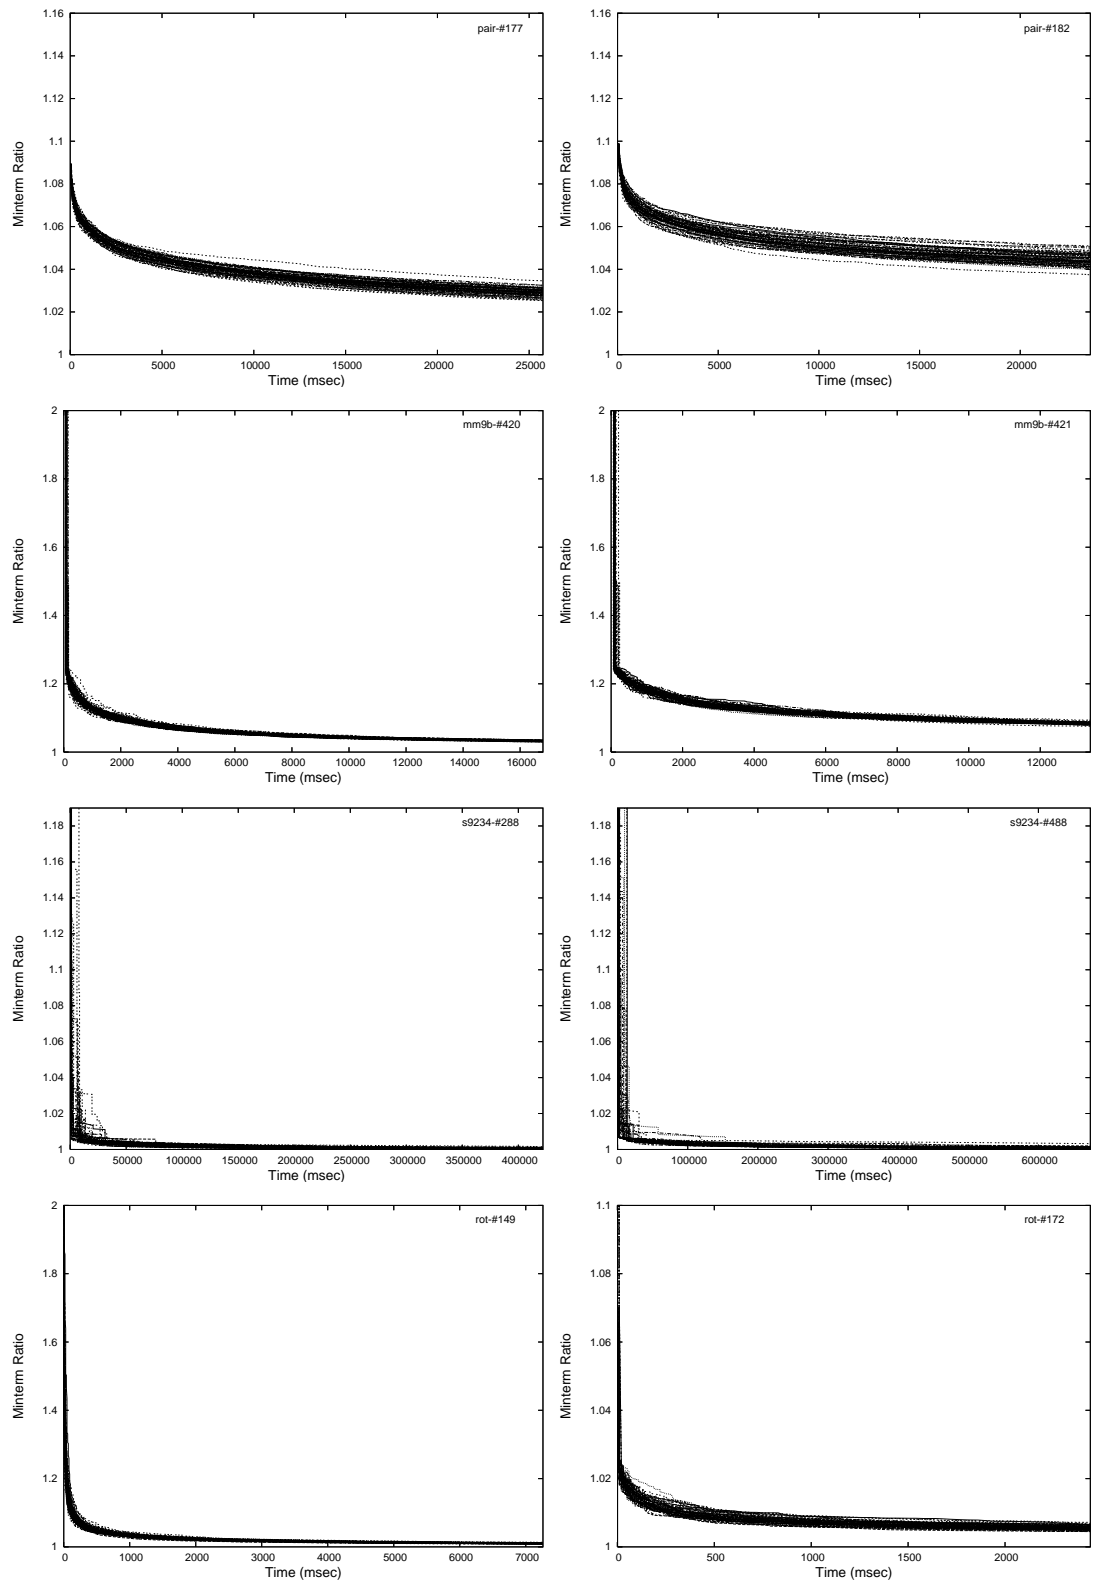 1.16
pair-#177
1.14
1.12
1.1
1.08
1.06
1.04
1.02
1
Minterm Ratio
0 5000 10000 15000 20000 25000
Time (msec)
1.16
pair-#182
1.14
1.12
1.1
1.08
1.06
1.04
1.02
1
Minterm Ratio
0 5000 10000 15000 20000
Time (msec)
2
mm9b-#420
1.8
1.6
1.4
1.2
1
Minterm Ratio
0 2000 4000 6000 8000 10000 12000 14000 16000
Time (msec)
2
mm9b-#421
1.8
1.6
1.4
1.2
1
Minterm Ratio
0 2000 4000 6000 8000 10000 12000
Time (msec)
s9234-#288
1.18
1.16
1.14
1.12
1.1
1.08
1.06
1.04
1.02
1
Minterm Ratio
0 50000 100000 150000 200000 250000 300000 350000 400000
Time (msec)
s9234-#488
1.18
1.16
1.14
1.12
1.1
1.08
1.06
1.04
1.02
1
Minterm Ratio
0 100000 200000 300000 400000 500000 600000
Time (msec)
2
rot-#149
1.8
1.6
1.4
1.2
1
Minterm Ratio
0 1000 2000 3000 4000 5000 6000 7000
Time (msec)
1.1
rot-#172
1.08
1.06
1.04
1.02
1
Minterm Ratio
0 500 1000 1500 2000
Time (msec)